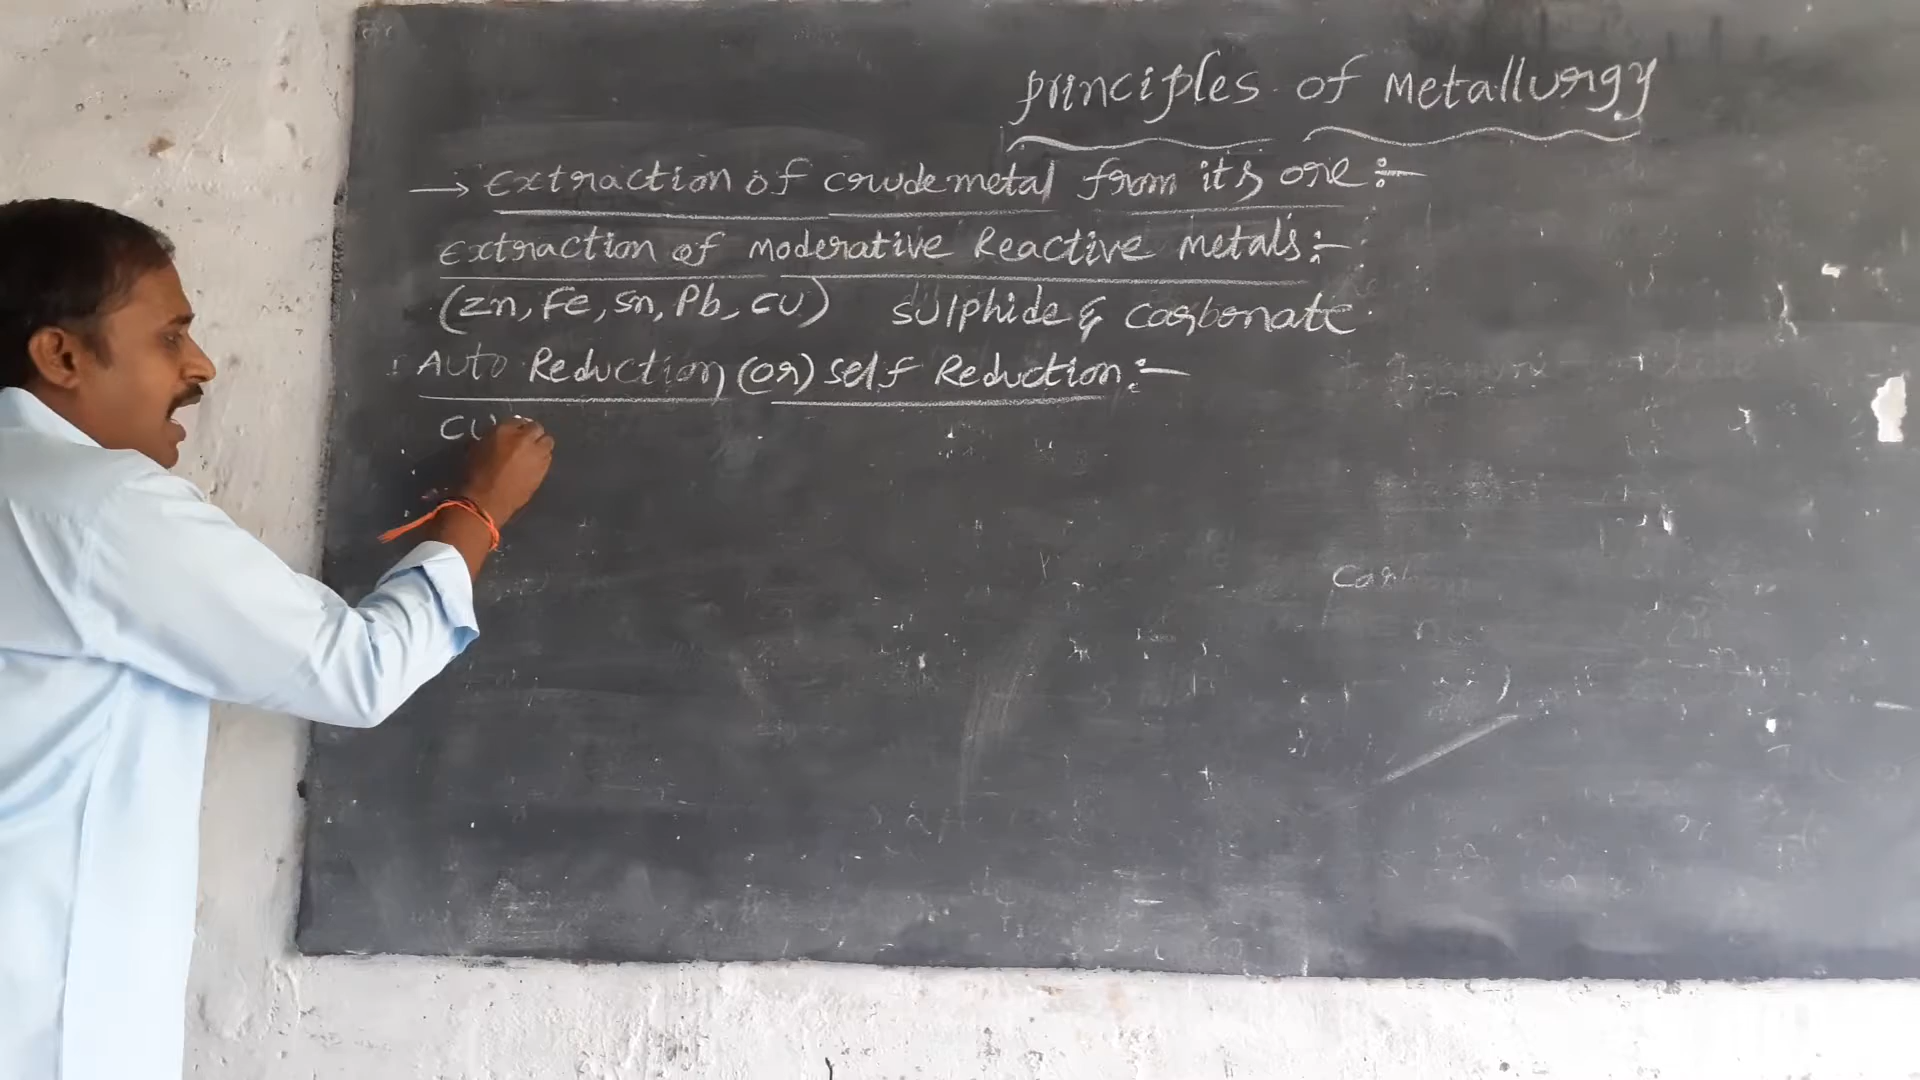 Principles of Metallurgy
→ Extraction of crude metal from its ore :-
Extraction of moderative Reactive metals :-
(Zn, Fe, Sn, Pb, Cu) sulphide & carbonate
Auto Reduction (or) self Reduction :-
Cu